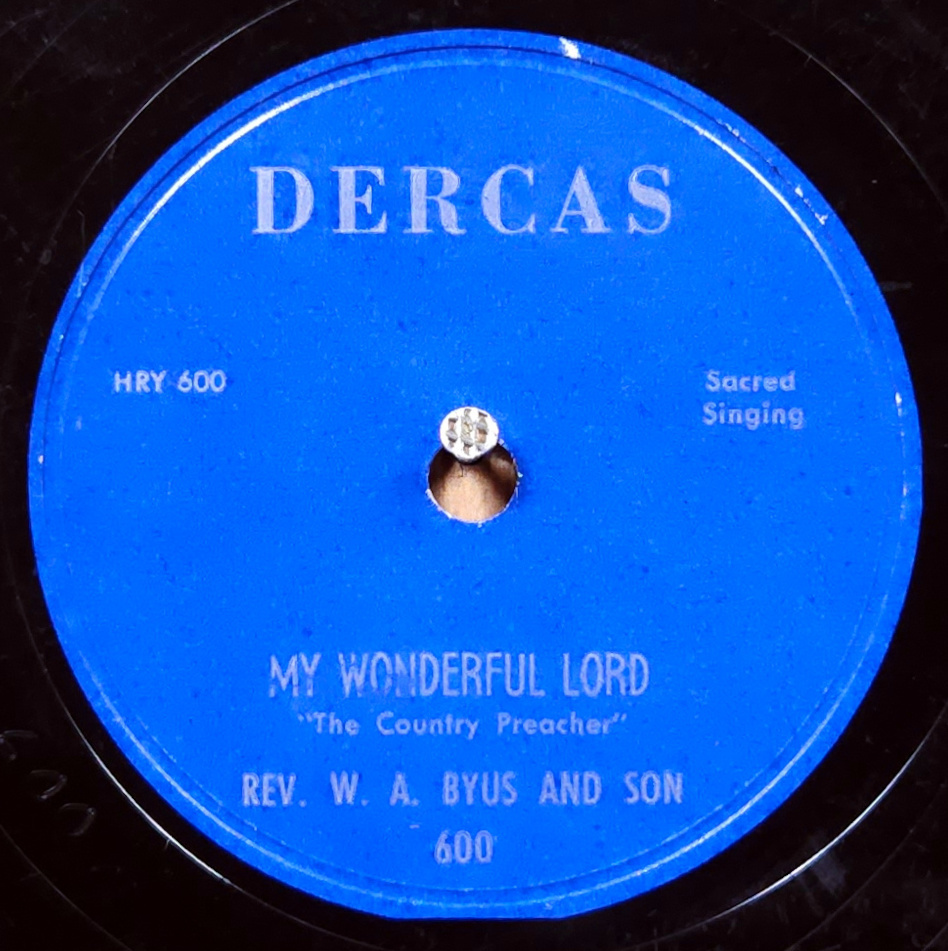 DERCAS
HRY 600
Sacred
Singing
MY WONDERFUL LORD
"The Country Preacher"
REV. W. A. BYUS AND SON
600